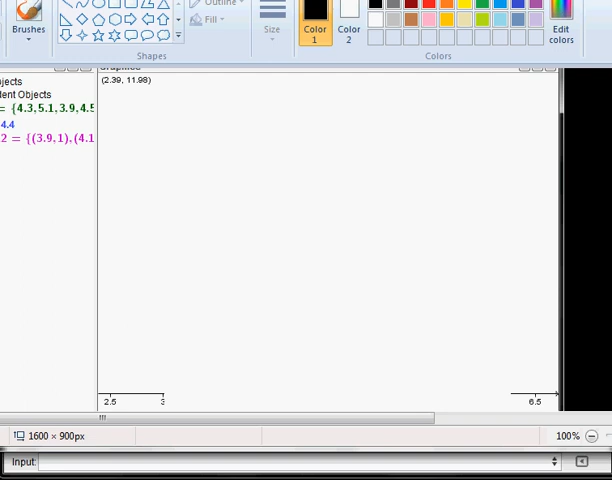 Brushes
Outline
Fill
Shapes
Size
Color
1
Color
2
Edit
colors
Colors
(2.39, 11.98)
jects
dent Objects
= {4.3,5.1,3.9,4.5
4.4
2 = {(3.9,1),(4.1
2.5
3
6.5
1600 × 900px
100%
Input: